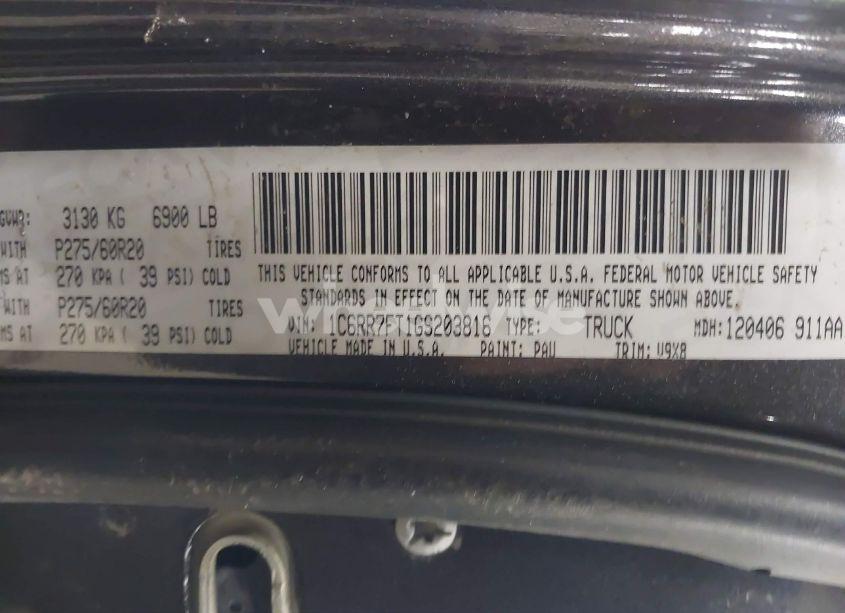 GVWR: 3130 KG 6900 LB
WITH P275/60R20 TIRES
MS AT 270 KPA ( 39 PSI) COLD
WITH P275/60R20 TIRES
MS AT 270 KPA ( 39 PSI) COLD
THIS VEHICLE CONFORMS TO ALL APPLICABLE U.S.A. FEDERAL MOTOR VEHICLE SAFETY
STANDARDS IN EFFECT ON THE DATE OF MANUFACTURE SHOWN ABOVE.
VIN: 1C6RR7FT1GS203816 TYPE: TRUCK MDH: 120406 911AA
VEHICLE MADE IN U.S.A. PAINT: PAU TRIM: V9X8